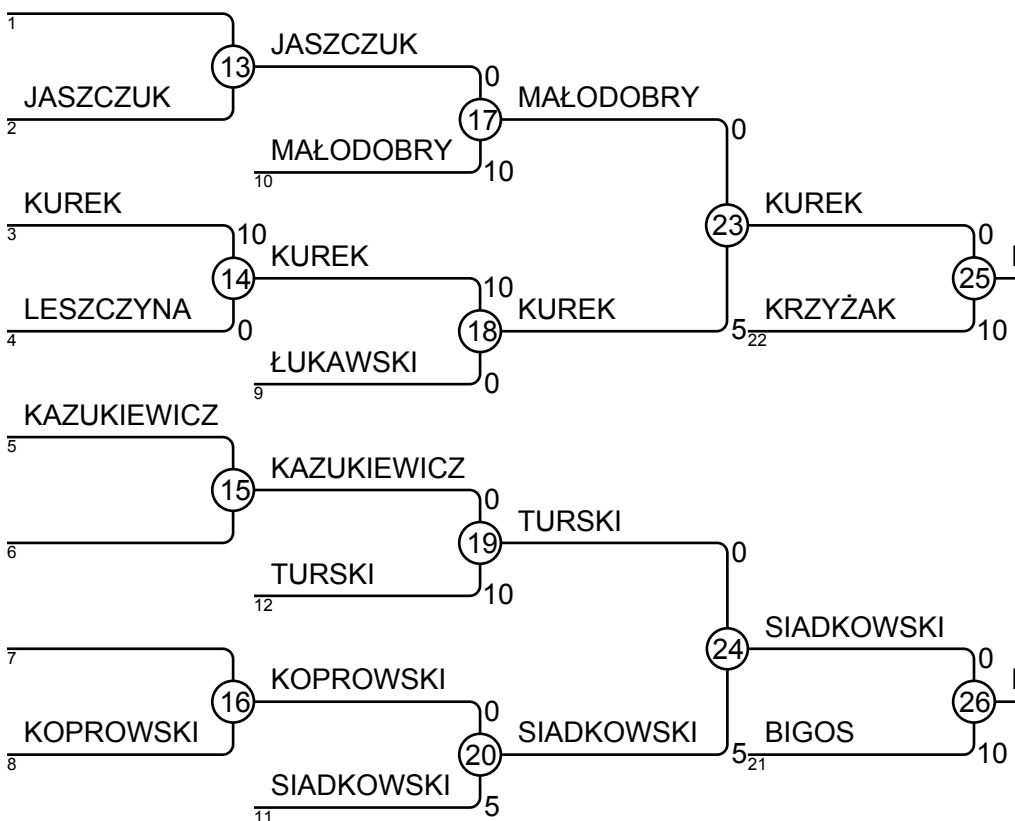 1
JASZCZUK
13
0
JASZCZUK
2
17
MAŁODOBRY
0
MAŁODOBRY
10
10
KUREK
3
10
23
KUREK
0
14
KUREK
10
25
LESZCZYNA
4
0
18
KUREK
5
KRZYŻAK
22
10
ŁUKAWSKI
9
0
KAZUKIEWICZ
5
15
KAZUKIEWICZ
0
6
19
TURSKI
0
TURSKI
12
10
7
24
SIADKOWSKI
0
16
KOPROWSKI
0
26
KOPROWSKI
8
20
SIADKOWSKI
5
BIGOS
21
10
SIADKOWSKI
11
5